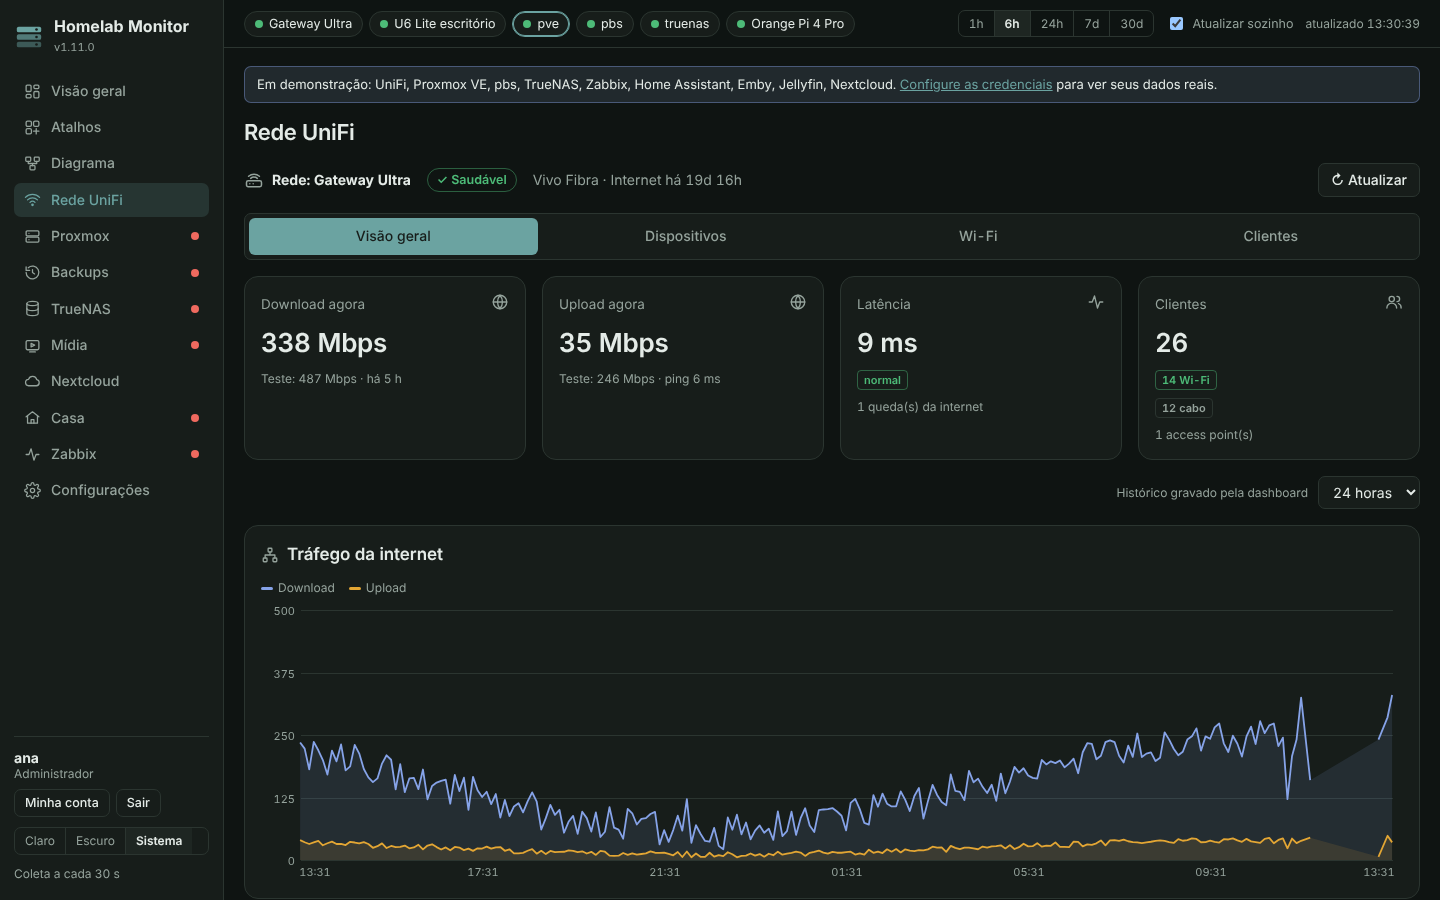 Homelab Monitor
v1.11.0
Visão geral
Atalhos
Diagrama
Rede UniFi
Proxmox
Backups
TrueNAS
Mídia
Nextcloud
Casa
Zabbix
Configurações
ana
Administrador
Minha conta
Sair
Claro
Escuro
Sistema
Coleta a cada 30 s
Gateway Ultra
U6 Lite escritório
pve
pbs
truenas
Orange Pi 4 Pro
1h
6h
24h
7d
30d
Atualizar sozinho
atualizado 13:30:39
Em demonstração: UniFi, Proxmox VE, pbs, TrueNAS, Zabbix, Home Assistant, Emby, Jellyfin, Nextcloud. Configure as credenciais para ver seus dados reais.
Rede UniFi
Rede: Gateway Ultra
Saudável
Vivo Fibra · Internet há 19d 16h
Atualizar
Visão geral
Dispositivos
Wi-Fi
Clientes
Download agora
338 Mbps
Teste: 487 Mbps · há 5 h
Upload agora
35 Mbps
Teste: 246 Mbps · ping 6 ms
Latência
9 ms
normal
1 queda(s) da internet
Clientes
26
14 Wi-Fi
12 cabo
1 access point(s)
Histórico gravado pela dashboard
24 horas
Tráfego da internet
Download
Upload
500
375
250
125
0
13:31
17:31
21:31
01:31
05:31
09:31
13:31